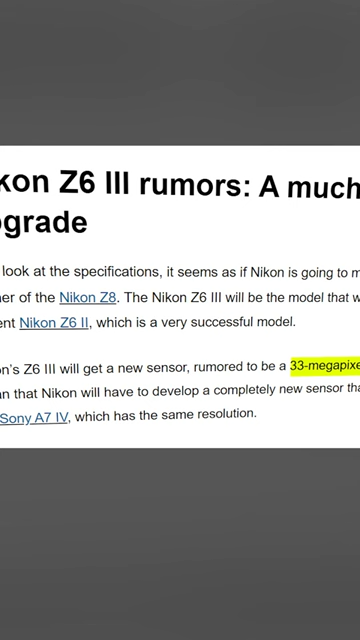 kon Z6 III rumors: A much
grade
look at the specifications, it seems as if Nikon is going to m
er of the Nikon Z8. The Nikon Z6 III will be the model that w
ent Nikon Z6 II, which is a very successful model.
n's Z6 III will get a new sensor, rumored to be a 33-megapixe
an that Nikon will have to develop a completely new sensor tha
Sony A7 IV, which has the same resolution.